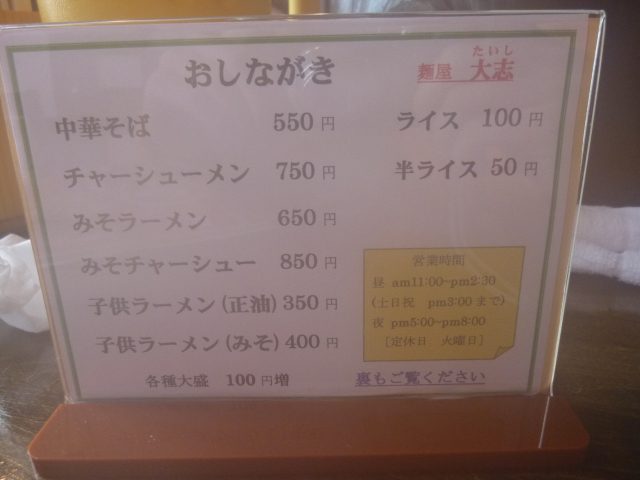 おしながき
麺屋 大志
たいし
中華そば 550円
チャーシューメン 750円
みそラーメン 650円
みそチャーシュー 850円
子供ラーメン(正油) 350円
子供ラーメン(みそ) 400円
各種大盛 100円増
ライス 100円
半ライス 50円
営業時間
昼 am11:00~pm2:30
(土日祝 pm3:00まで)
夜 pm5:00~pm8:00
[定休日 火曜日]
裏もご覧ください